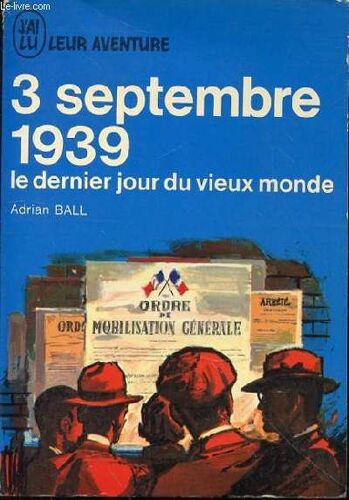 Le-livre.com
J'AI LU LEUR AVENTURE
3 septembre
1939
le dernier jour du vieux monde
Adrian BALL
ORDRE
DE
MOBILISATION GÉNÉRALE
ORD